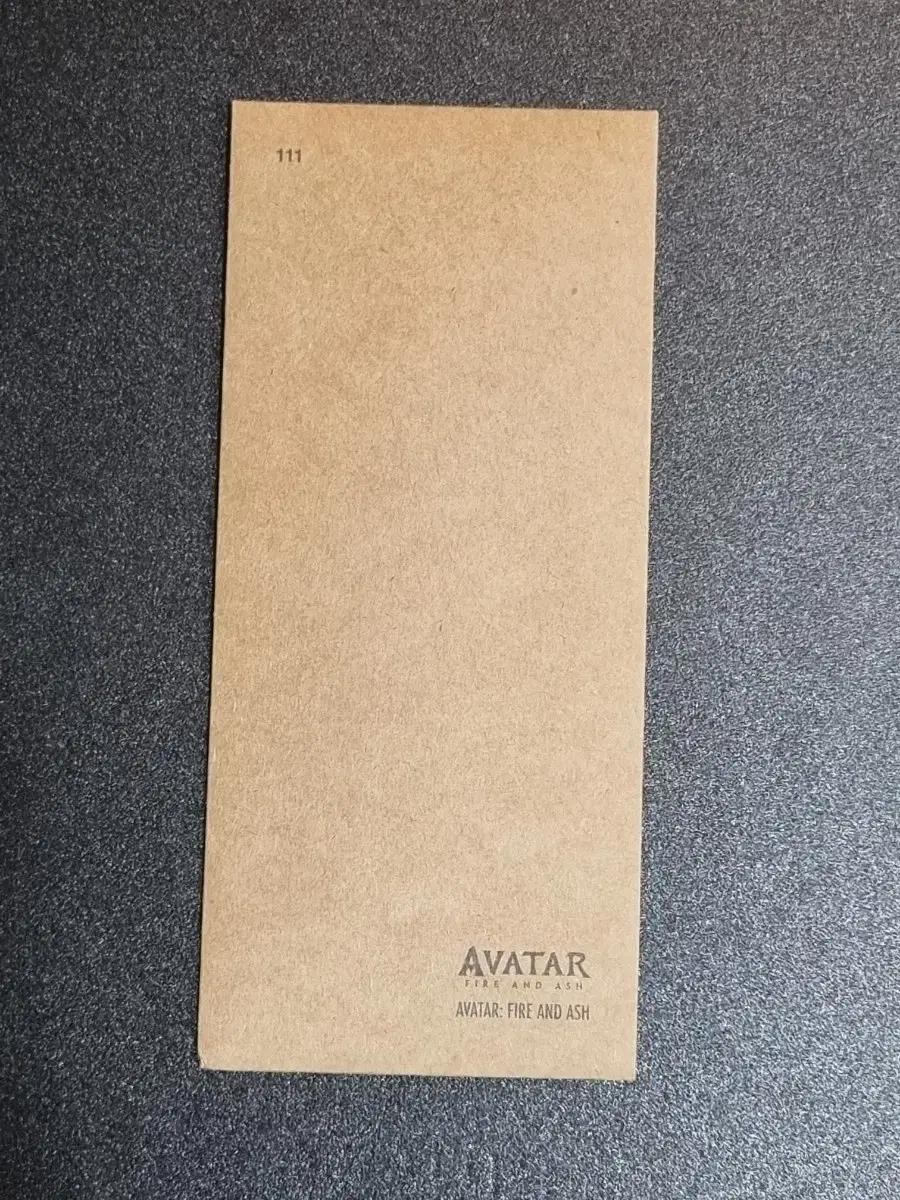 111
AVATAR
FIRE AND ASH
AVATAR: FIRE AND ASH